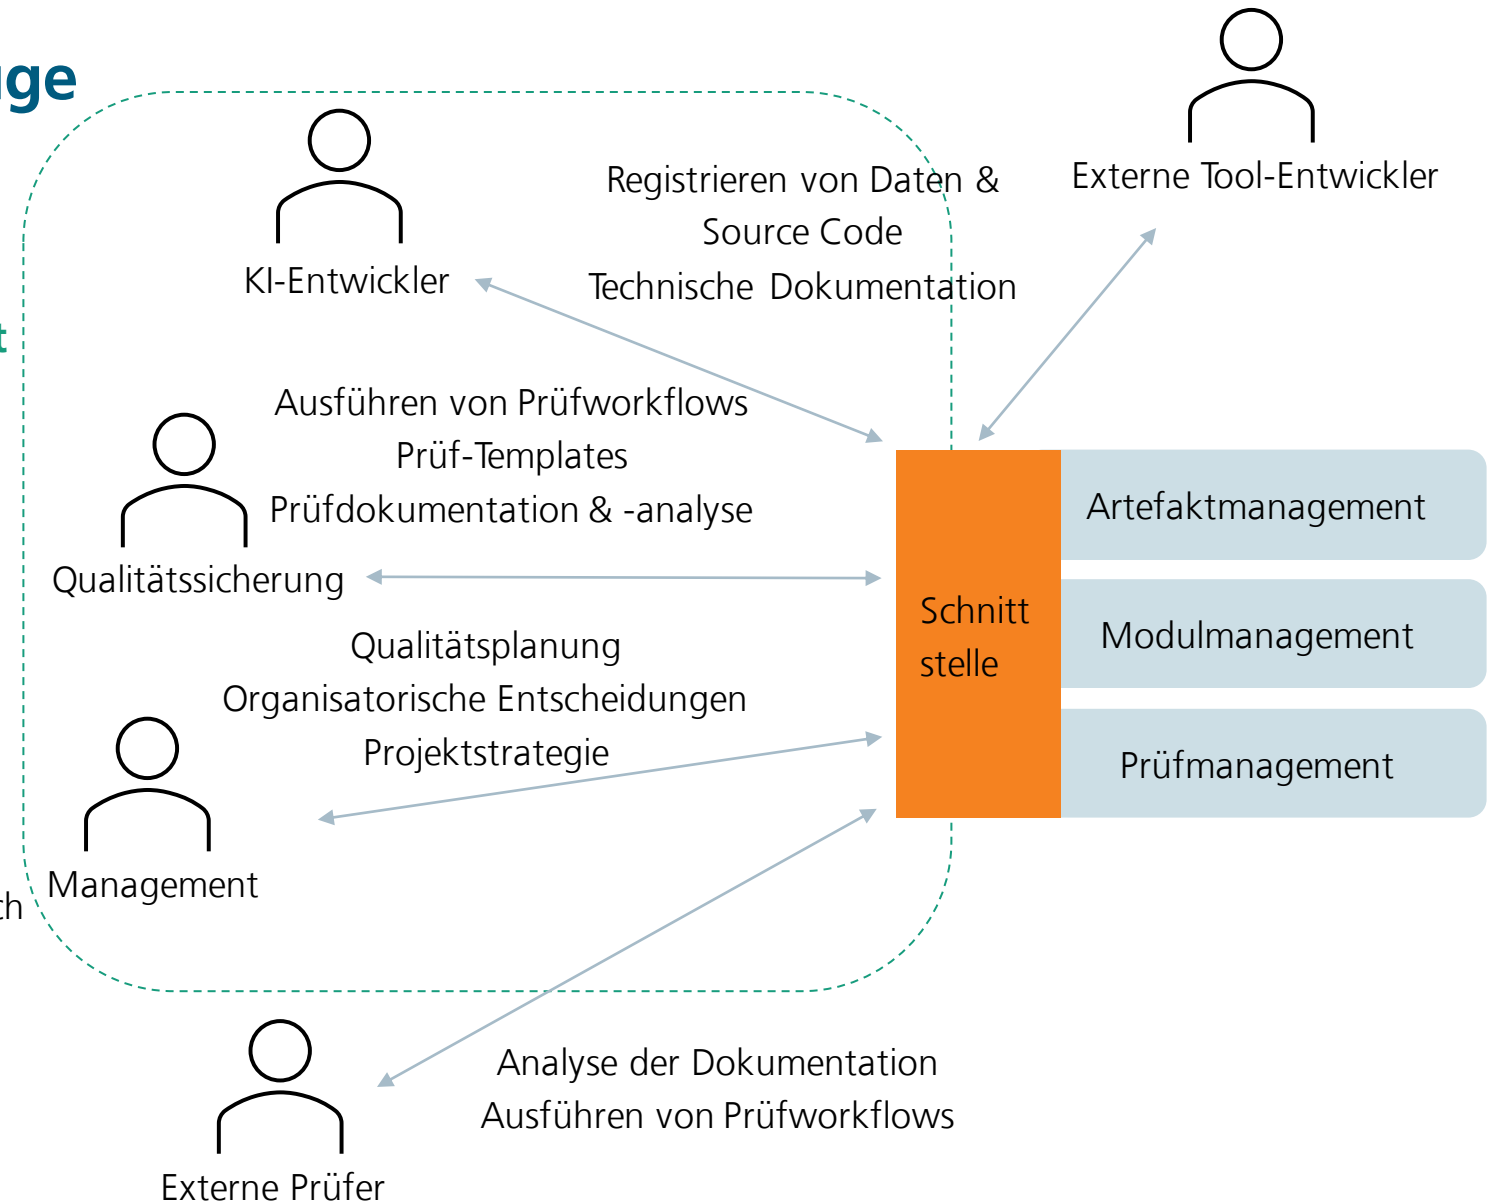 üge
KI-Entwickler
Registrieren von Daten &
Source Code
Technische Dokumentation
Externe Tool-Entwickler
t
Ausführen von Prüfworkflows
Prüf-Templates
Prüfdokumentation & -analyse
Qualitätssicherung
Qualitätsplanung
Organisatorische Entscheidungen
Projektstrategie
Management
ch
Schnitt
stelle
Artefaktmanagement
Modulmanagement
Prüfmanagement
Analyse der Dokumentation
Ausführen von Prüfworkflows
Externe Prüfer